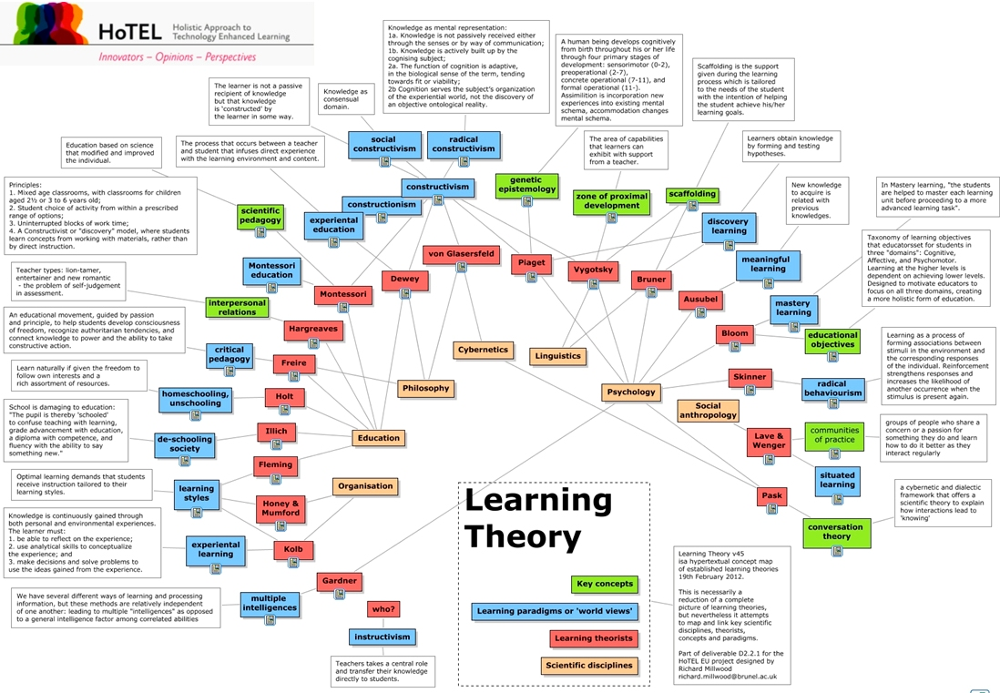 HoTEL
Holistic Approach to
Technology Enhanced Learning
Innovators – Opinions – Perspectives
The learner is not a passive
recipient of knowledge
but that knowledge
is 'constructed' by
the learner in some way.
Knowledge as
consensual
domain.
Knowledge as mental representation:
1a. Knowledge is not passively received either
through the senses or by way of communication;
1b. Knowledge is actively built up by the
cognising subject;
2a. The function of cognition is adaptive,
in the biological sense of the term, tending
towards fit or viability;
2b Cognition serves the subject's organization
of the experiential world, not the discovery of
an objective ontological reality.
A human being develops cognitively
from birth throughout his or her life
through four primary stages of
development: sensorimotor (0-2),
preoperational (2-7),
concrete operational (7-11), and
formal operational (11-).
Assimilition is incorporation new
experiences into existing mental
schema, accommodation changes
mental schema.
Scaffolding is the support
given during the learning
process which is tailored
to the needs of the student
with the intention of helping
the student achieve his/her
learning goals.
Education based on science
that modified and improved
the individual.
The process that occurs between a teacher
and student that infuses direct experience
with the learning environment and content.
social
constructivism
radical
constructivism
The area of capabilities
that learners can
exhibit with support
from a teacher.
Learners obtain knowledge
by forming and testing
hypotheses.
Principles:
1. Mixed age classrooms, with classrooms for children
aged 2½ or 3 to 6 years old;
2. Student choice of activity from within a prescribed
range of options;
3. Uninterrupted blocks of work time;
4. A Constructivist or "discovery" model, where students
learn concepts from working with materials, rather than
by direct instruction.
scientific
pedagogy
experiential
education
constructionism
constructivism
genetic
epistemology
zone of proximal
development
scaffolding
discovery
learning
New knowledge
to acquire is
related with
previous
knowledges.
In Mastery learning, "the students
are helped to master each learning
unit before proceeding to a more
advanced learning task".
Teacher types: lion-tamer,
entertainer and new romantic
- the problem of self-judgement
in assessment.
Montessori
education
von Glasersfeld
Piaget
Vygotsky
Bruner
meaningful
learning
Taxonomy of learning objectives
that educatorsset for students in
three "domains": Cognitive,
Affective, and Psychomotor.
Learning at the higher levels is
dependent on achieving lower levels.
Designed to motivate educators to
focus on all three domains, creating
a more holistic form of education.
Dewey
Montessori
Ausubel
mastery
learning
interpersonal
relations
An educational movement, guided by passion
and principle, to help students develop consciousness
of freedom, recognize authoritarian tendencies, and
connect knowledge to power and the ability to take
constructive action.
Hargreaves
Bloom
educational
objectives
critical
pedagogy
Freire
Cybernetics
Linguistics
Learning as a process of
forming associations between
stimuli in the environment and
the corresponding responses
of the individual. Reinforcement
strengthens responses and
increases the likelihood of
another occurrence when the
stimulus is present again.
Learn naturally if given the freedom to
follow own interests and a
rich assortment of resources.
homeschooling,
unschooling
Holt
Philosophy
Psychology
Skinner
radical
behaviourism
School is damaging to education:
"The pupil is thereby 'schooled'
to confuse teaching with learning,
grade advancement with education,
a diploma with competence, and
fluency with the ability to say
something new."
de-schooling
society
Illich
Education
Social
anthropology
Lave &
Wenger
communities
of practice
groups of people who share a
concern or a passion for
something they do and learn
how to do it better as they
interact regularly
Fleming
Optimal learning demands that students
receive instruction tailored to their
learning styles.
learning
styles
Organisation
Honey &
Mumford
Pask
situated
learning
a cybernetic and dialectic
framework that offers a
scientific theory to explain
how interactions lead to
'knowing'
Knowledge is continuously gained through
both personal and environmental experiences.
The learner must:
1. be able to reflect on the experience;
2. use analytical skills to conceptualize
the experience; and
3. make decisions and solve problems to
use the ideas gained from the experience.
experiential
learning
Kolb
conversation
theory
Gardner
We have several different ways of learning and processing
information, but these methods are relatively independent
of one another: leading to multiple "intelligences" as opposed
to a general intelligence factor among correlated abilities
multiple
intelligences
who?
instructivism
Teachers takes a central role
and transfer their knowledge
directly to students.
Learning
Theory
Key concepts
Learning paradigms or 'world views'
Learning theorists
Scientific disciplines
Learning Theory v45
isa hypertextual concept map
of established learning theories
19th February 2012.
This is necessarily a
reduction of a complete
picture of learning theories,
but nevertheless it attempts
to map and link key scientific
disciplines, theorists,
concepts and paradigms.
Part of deliverable D2.2.1 for the
HoTEL EU project designed by
Richard Millwood
richard.millwood@brunel.ac.uk